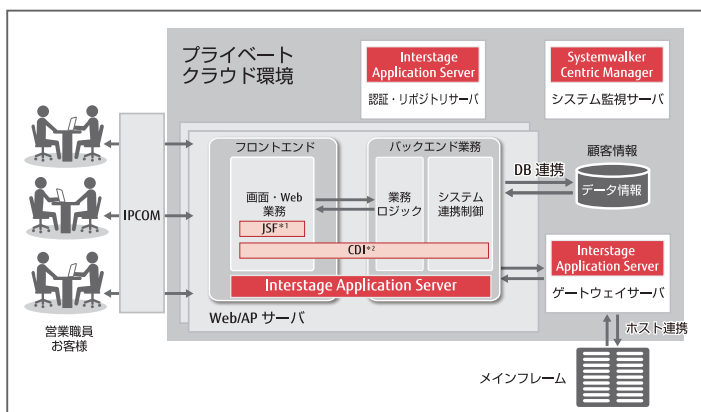 プライベート
クラウド環境
Interstage
Application Server
認証・リポジトリサーバ
Systemwalker
Centric Manager
システム監視サーバ
IPCOM
フロントエンド
バックエンド業務
画面・Web
業務
JSF*1
業務
ロジック
システム
連携制御
CDI*2
Interstage Application Server
Web/AP サーバ
DB 連携
顧客情報
データ情報
Interstage
Application Server
ゲートウェイサーバ
ホスト連携
メインフレーム
営業職員
お客様